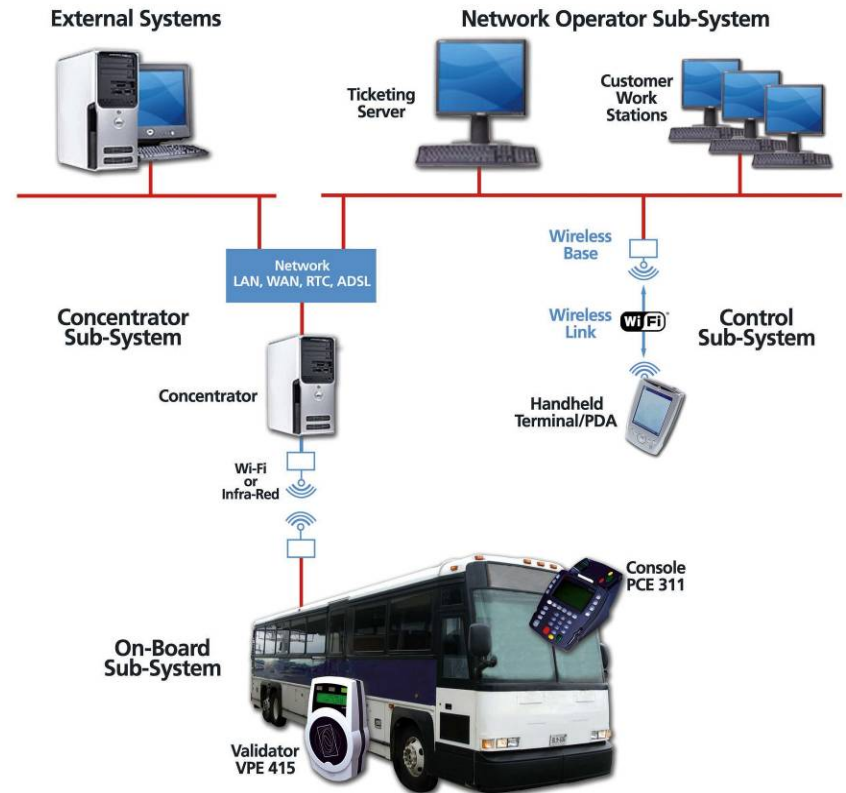 External Systems
Network Operator Sub-System
Ticketing
Server
Customer
Work
Stations
Network
LAN, WAN, RTC, ADSL
Wireless
Base
Concentrator
Sub-System
Wireless
Link
Wi Fi
Control
Sub-System
Concentrator
Handheld
Terminal/PDA
Wi-Fi
or
Infra-Red
Console
PCE 311
On-Board
Sub-System
Validator
VPE 415